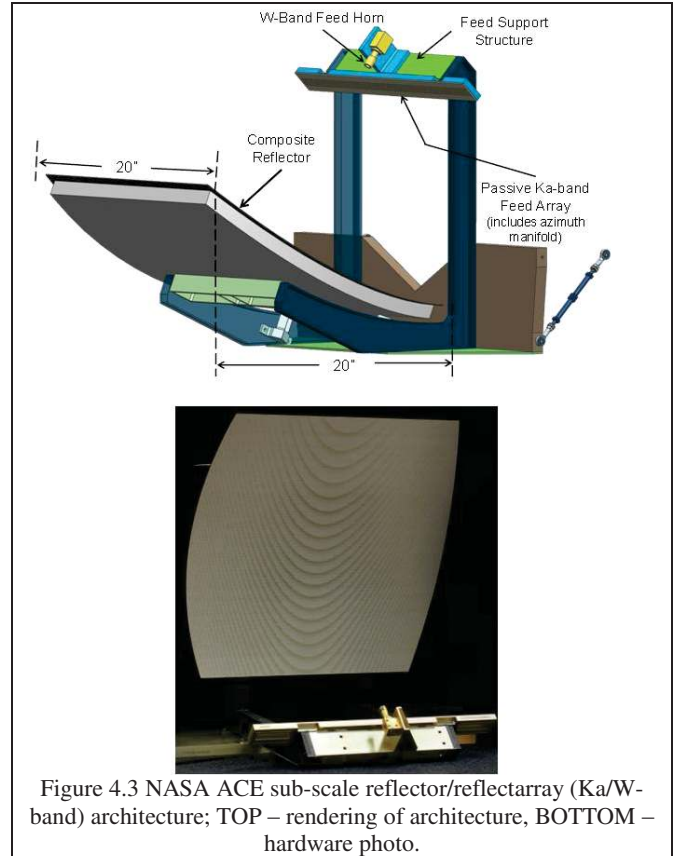 W-Band Feed Horn
Feed Support
Structure
Composite
Reflector
20"
Passive Ka-band
Feed Array
(includes azimuth
manifold)
20"
Figure 4.3 NASA ACE sub-scale reflector/reflectarray (Ka/W-
band) architecture; TOP – rendering of architecture, BOTTOM –
hardware photo.